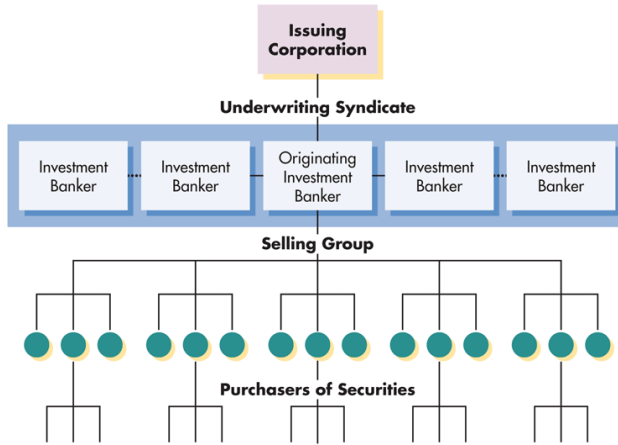 Issuing
Corporation
Underwriting Syndicate
Investment
Banker
Investment
Banker
Originating
Investment
Banker
Investment
Banker
Investment
Banker
Selling Group
Purchasers of Securities